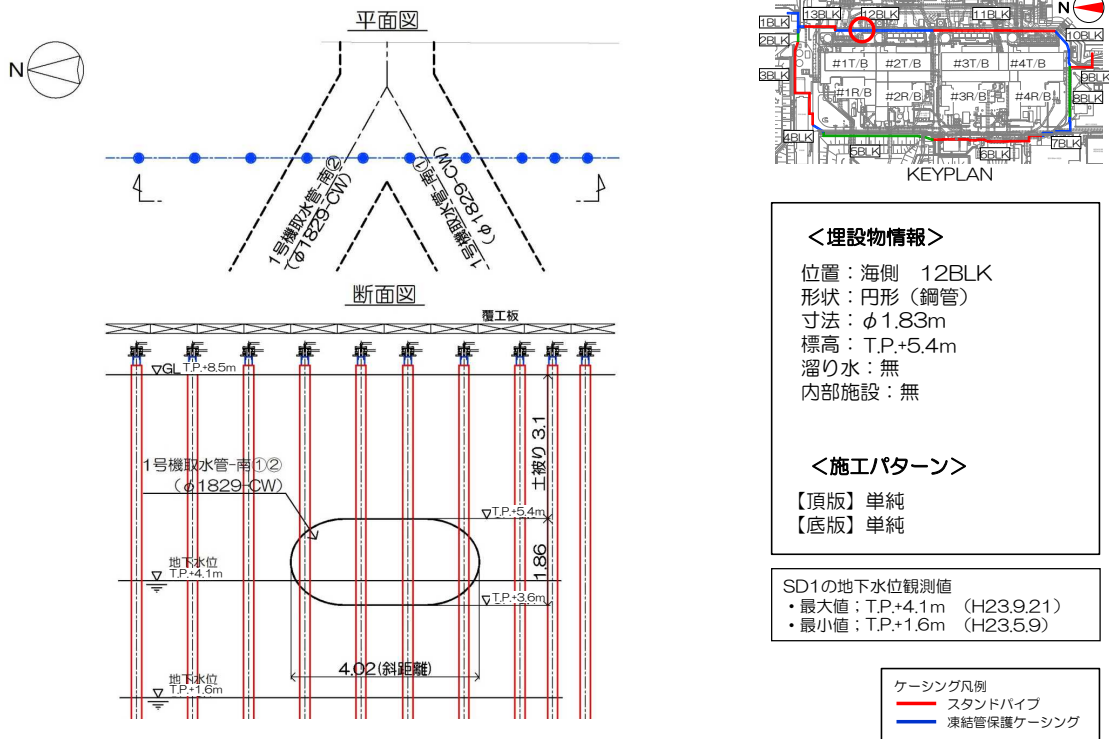 平面図
N
1号機取水管-南②
(φ1829-CW)
1号機取水管-南①
(φ1829-CW)
断面図
覆工板
▽GL T.P.+8.5m
土被り 3.1
1号機取水管-南①②
(φ1829-CW)
▽T.P.+5.4m
1.86
地下水位
▽T.P.+4.1m
▽T.P.+3.6m
4.02(斜距離)
地下水位
▽T.P.+1.6m
N
1BLK
13BLK
12BLK
11BLK
10BLK
2BLK
3BLK
#1T/B
#2T/B
#3T/B
#4T/B
9BLK
#1R/B
#2R/B
#3R/B
#4R/B
8BLK
4BLK
5BLK
6BLK
7BLK
KEYPLAN
<埋設物情報>
位置：海側 12BLK
形状：円形（鋼管）
寸法：φ1.83m
標高：T.P.+5.4m
溜り水：無
内部施設：無
<施工パターン>
【頂版】単純
【底版】単純
SD1の地下水位観測値
・最大値；T.P.+4.1m （H23.9.21）
・最小値；T.P.+1.6m （H23.5.9）
ケーシング凡例
スタンドパイプ
凍結管保護ケーシング